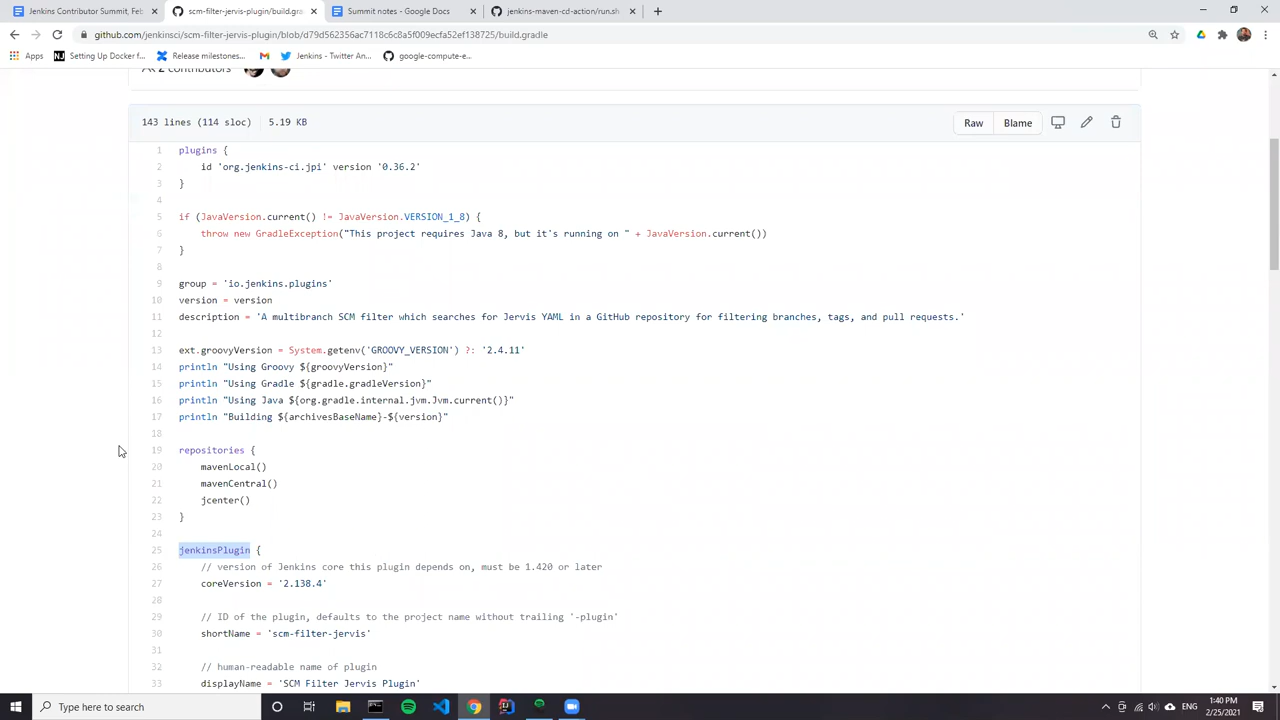 Jenkins Contributor Summit, Feb
scm-filter-jervis-plugin/build.gra
Summit notes - Google Docs
jenkins-maven-cd-action/run.sh
github.com/jenkinsci/scm-filter-jervis-plugin/blob/d79d562356ac7118c6c8a5f009ecfa52ef138725/build.gradle
Apps
Setting Up Docker f...
Release milestones...
Jenkins - Twitter An...
google-compute-e...
2 contributors
143 lines (114 sloc) 5.19 KB
Raw
Blame
1 plugins {
2 id 'org.jenkins-ci.jpi' version '0.36.2'
3 }
4
5 if (JavaVersion.current() != JavaVersion.VERSION_1_8) {
6 throw new GradleException("This project requires Java 8, but it's running on " + JavaVersion.current())
7 }
8
9 group = 'io.jenkins.plugins'
10 version = version
11 description = 'A multibranch SCM filter which searches for Jervis YAML in a GitHub repository for filtering branches, tags, and pull requests.'
12
13 ext.groovyVersion = System.getenv('GROOVY_VERSION') ?: '2.4.11'
14 println "Using Groovy ${groovyVersion}"
15 println "Using Gradle ${gradle.gradleVersion}"
16 println "Using Java ${org.gradle.internal.jvm.Jvm.current()}"
17 println "Building ${archivesBaseName}-${version}"
18
19 repositories {
20 mavenLocal()
21 mavenCentral()
22 jcenter()
23 }
24
25 jenkinsPlugin {
26 // version of Jenkins core this plugin depends on, must be 1.420 or later
27 coreVersion = '2.138.4'
28
29 // ID of the plugin, defaults to the project name without trailing '-plugin'
30 shortName = 'scm-filter-jervis'
31
32 // human-readable name of plugin
33 displayName = 'SCM Filter Jervis Plugin'
Type here to search
ENG
1:40 PM
2/25/2021